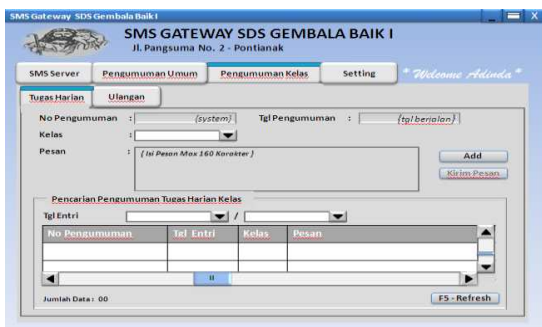 SMS Gateway SDS Gembala Baik I
SMS GATEWAY SDS GEMBALA BAIK I
Jl. Pangsuma No. 2 - Pontianak
SMS Server Pengumuman Umum Pengumuman Kelas Setting * Welcome Adinda *
Tugas Harian Ulangan
No Pengumuman : {system} Tgl Pengumuman : {tgl berjalan}
Kelas :
Pesan : { Isi Pesan Max 160 Karakter }
Add
Kirim Pesan
Pencarian Pengumuman Tugas Harian Kelas
Tgl Entri /
No Pengumuman Tgl Entri Kelas Pesan
Jumlah Data : 00 F5 - Refresh